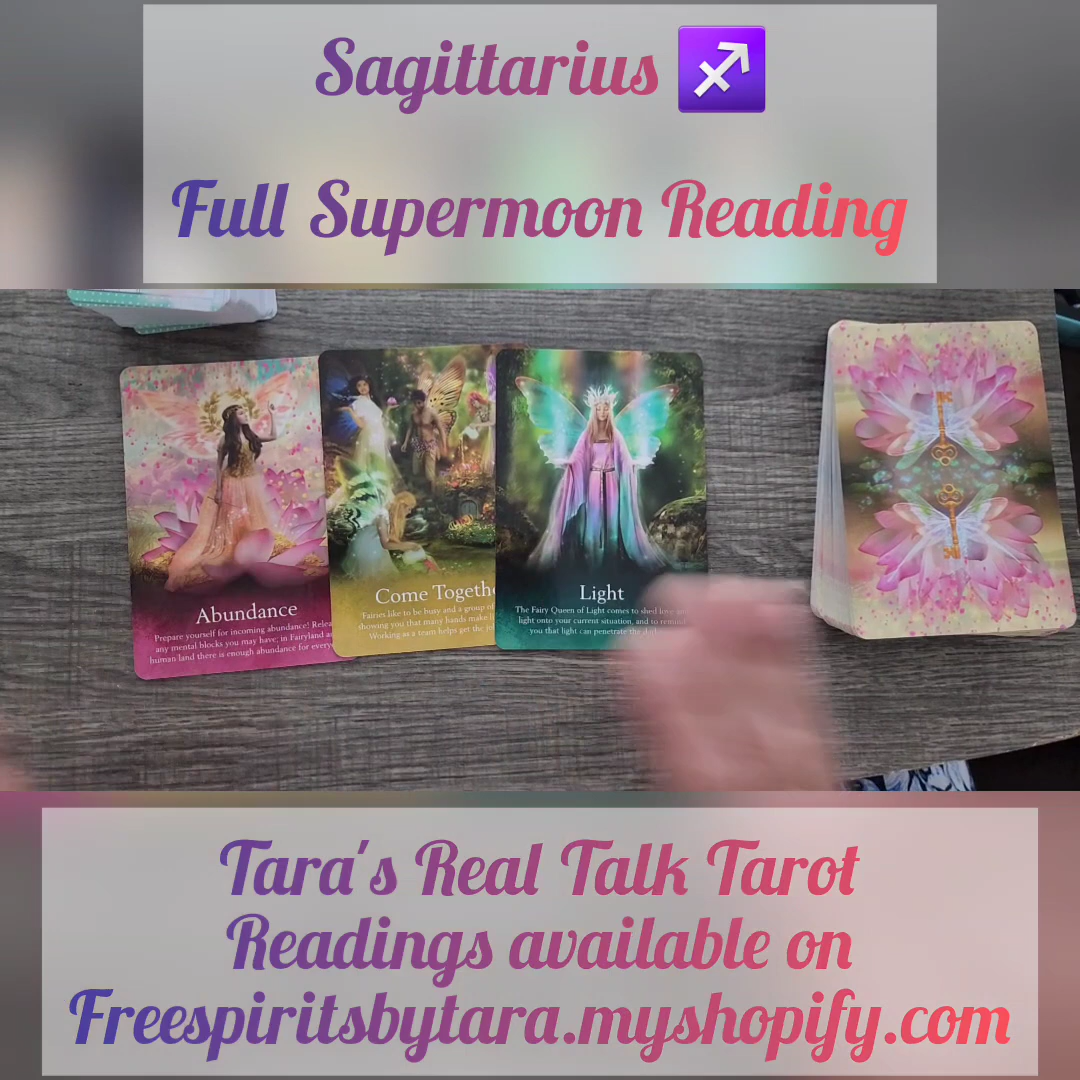 Sagittarius ♐
Full Supermoon Reading
Abundance
Prepare yourself for incoming abundance! Relea
any mental blocks you may have; in Fairyland a
human land there is enough abundance for every
Come Togethe
Fairies like to be busy and a group of
showing you that many hands make li
Working as a team helps get the j
Light
The Fairy Queen of Light comes to shed love
light onto your current situation, and to remind
you that light can penetrate the
Tara's Real Talk Tarot
Readings available on
Freespiritsbytara.myshopify.com